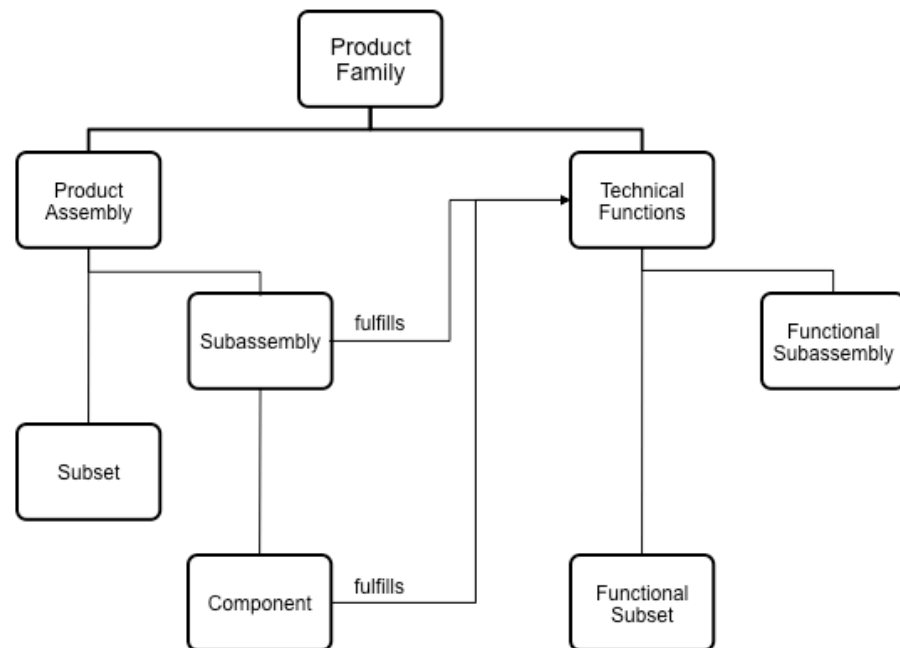 Product
Family
Product
Assembly
Technical
Functions
Subassembly
fulfills
Functional
Subassembly
Subset
Component
fulfills
Functional
Subset